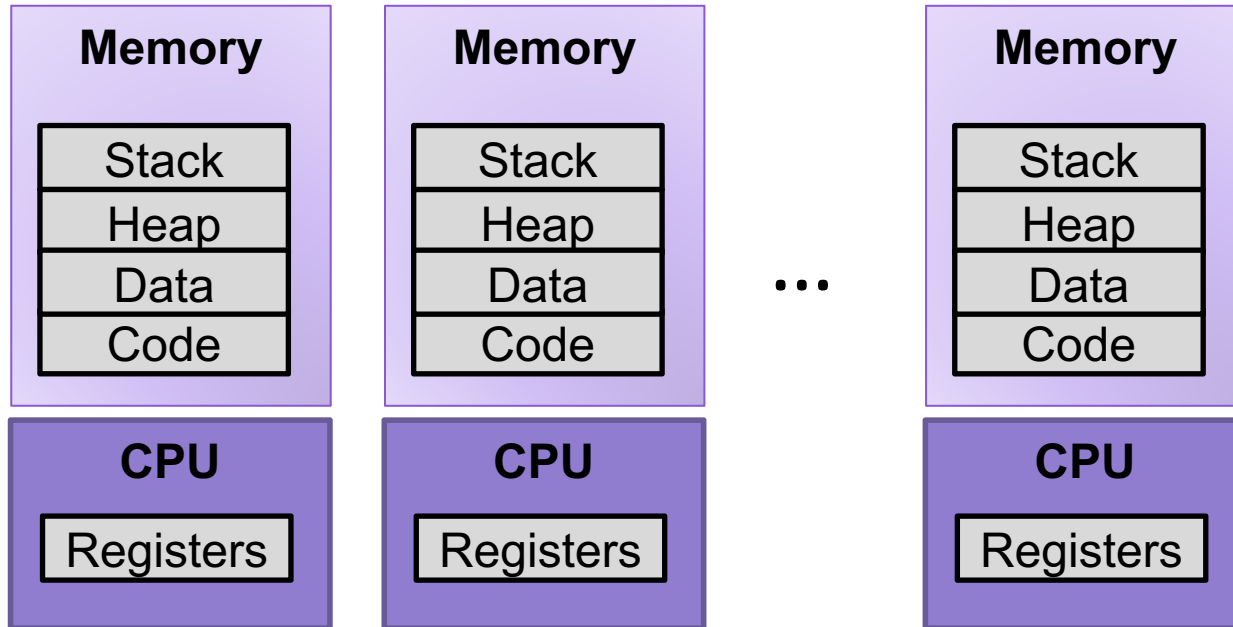 Memory
Stack
Heap
Data
Code
CPU
Registers
Memory
Stack
Heap
Data
Code
CPU
Registers
...
Memory
Stack
Heap
Data
Code
CPU
Registers